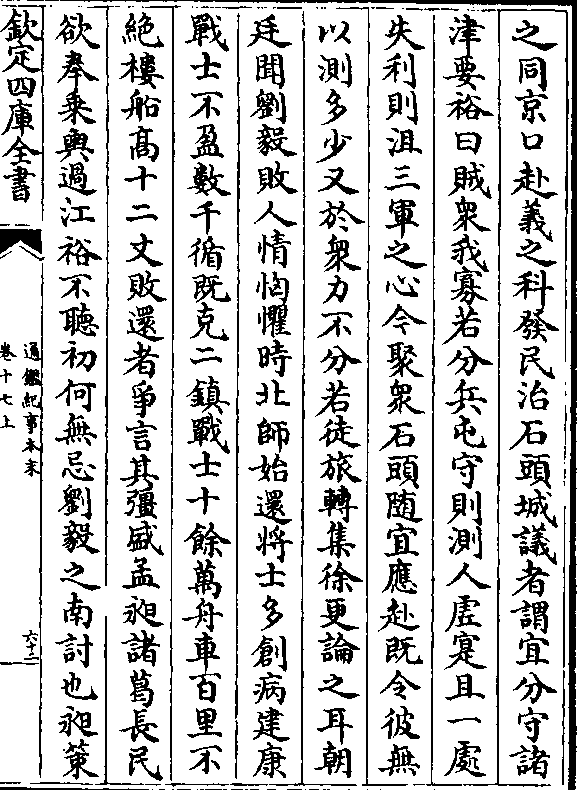 之同京口赴義之科發民治石頭城議者謂宜分守諸
津要裕曰賊衆我寡若分兵屯守則測人虛寔且一處
失利則沮三軍之心今聚衆石頭随宜應赴既令彼無
以測多少又於衆力不分若徒旅轉集徐更論之耳朝
廷聞劉毅敗人情恟懼時北師始還將士多創病建康
戰士不盈數千循既克二鎮戰士十餘萬舟車百里不
絶樓船高十二丈敗還者爭言其彊盛孟昶諸葛長民
欲奉乗輿過江裕不聽初何無忌劉毅之南討也昶策
欽定四庫全書
通鑑紀事本末
卷十七上
六十二